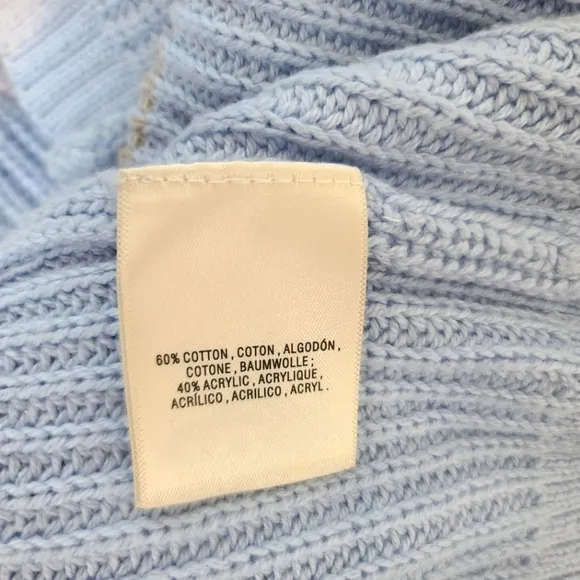 60% COTTON, COTON, ALGODÓN,
COTONE, BAUMWOLLE;
40% ACRYLIC, ACRYLIQUE,
ACRÍLICO, ACRILICO, ACRYL.